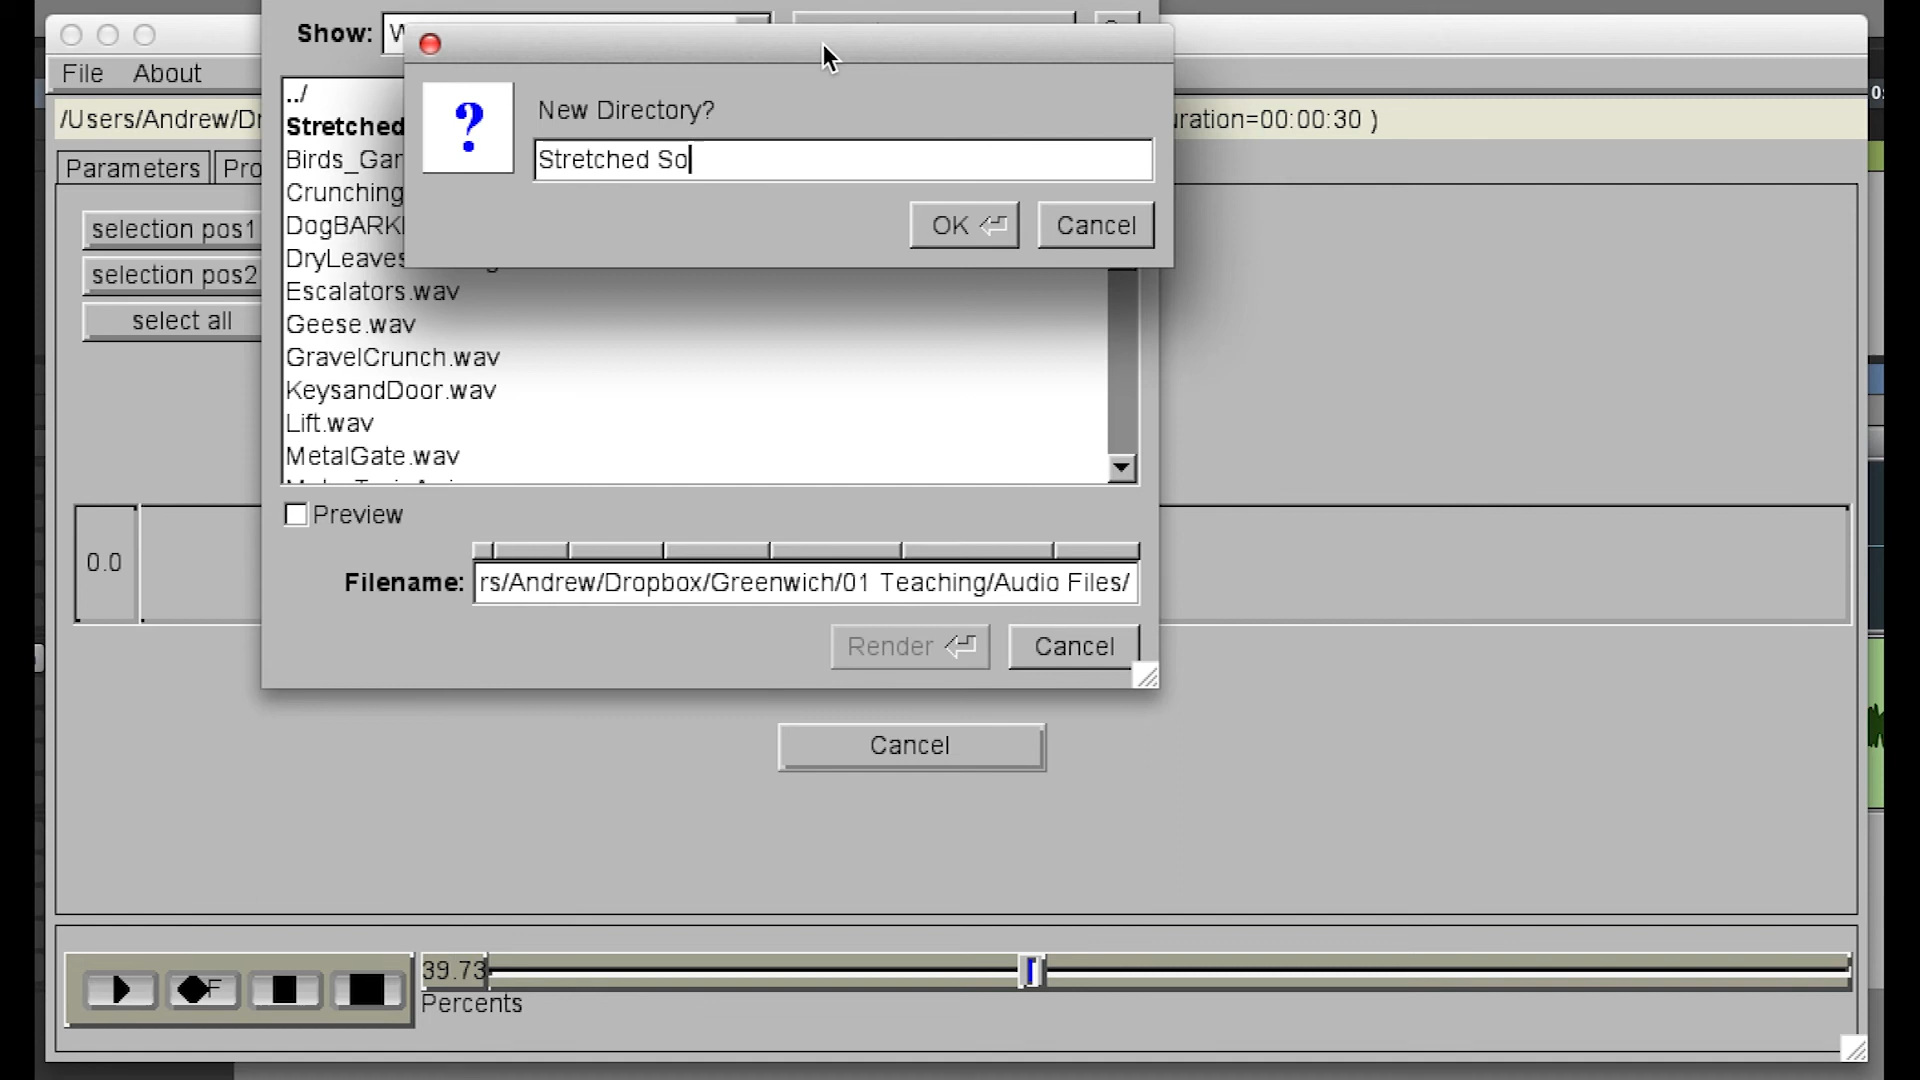 Show:
File About
New Directory?
../
/Users/Andrew/Dr
uration=00:00:30 )
Stretched
Stretched So
Birds_Gar
Parameters
Pro
Crunching
selection pos1
DogBARKI
OK
Cancel
DryLeaves
selection pos2
Escalators.wav
select all
Geese.wav
GravelCrunch.wav
KeysandDoor.wav
Lift.wav
MetalGate.wav
Preview
0.0
Filename: rs/Andrew/Dropbox/Greenwich/01 Teaching/Audio Files/
Render
Cancel
Cancel
39.73
F
Percents